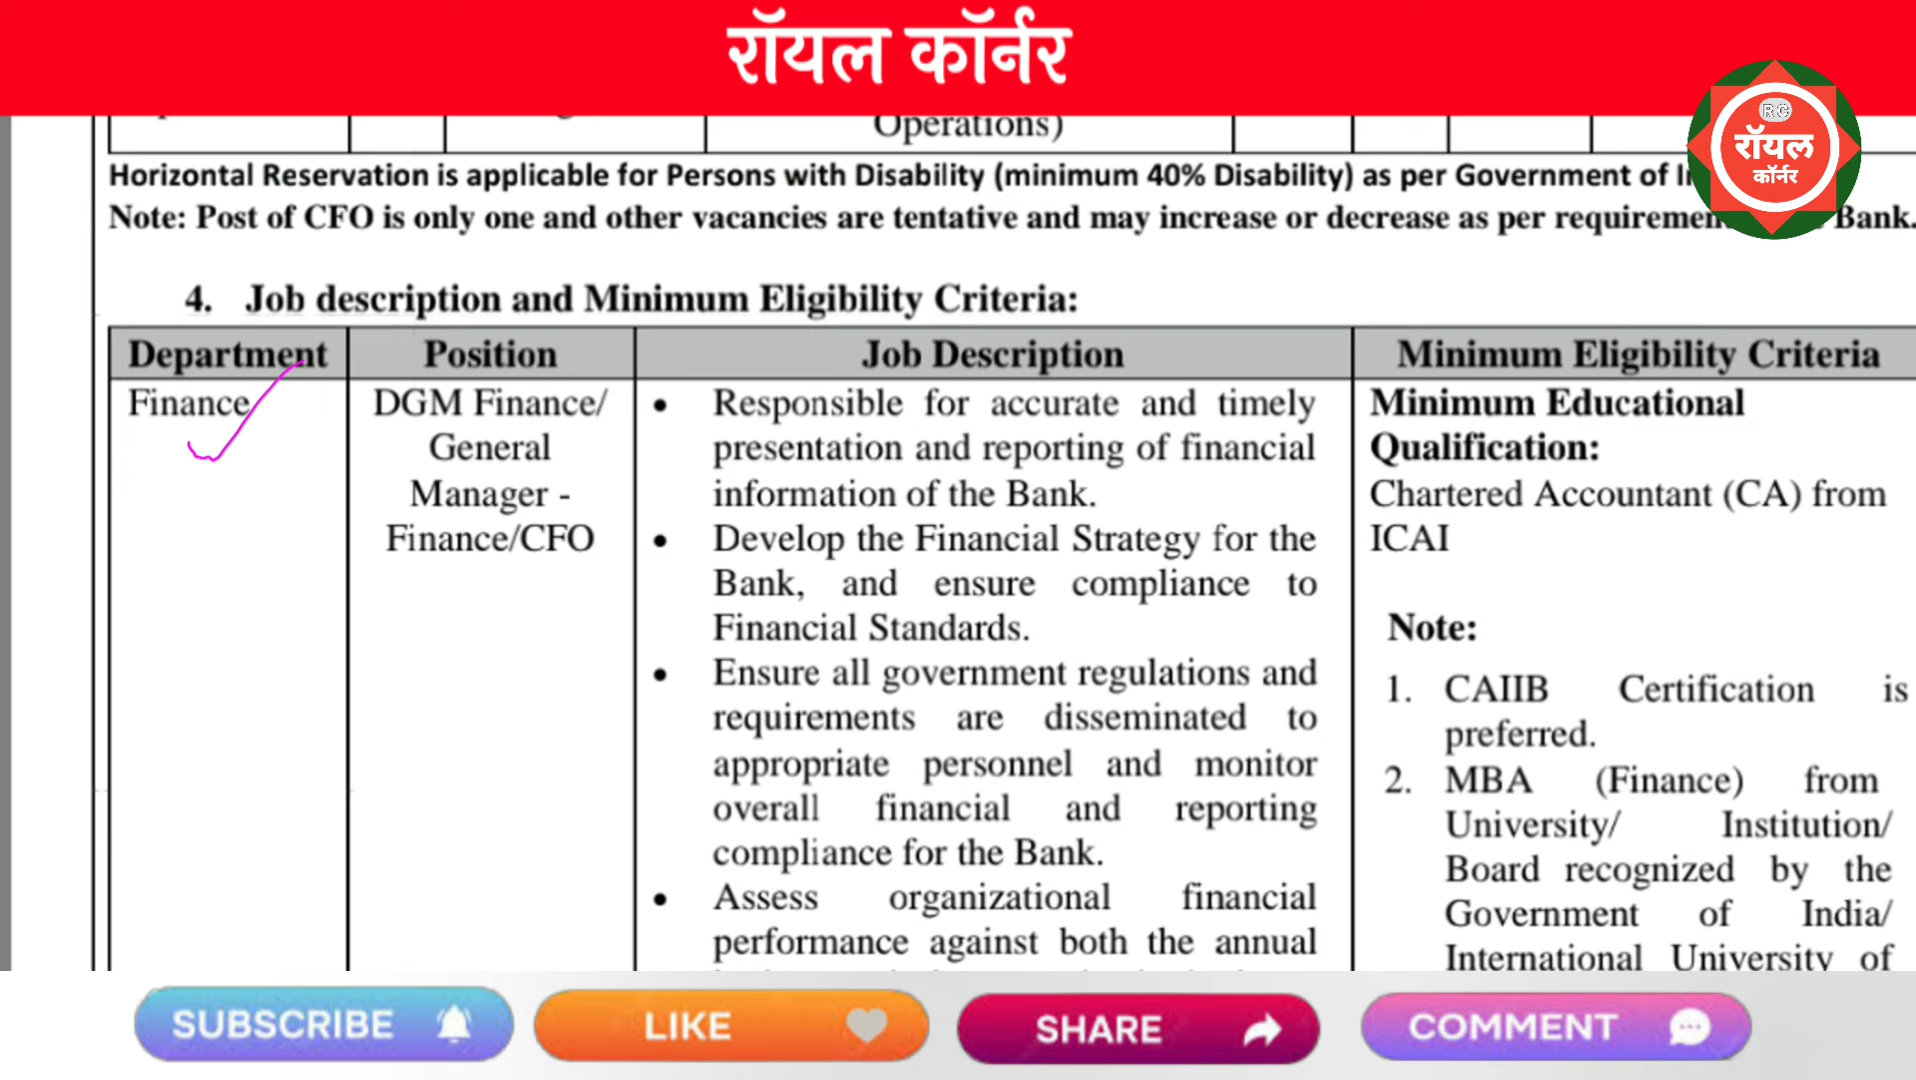 रॉयल कॉर्नर
RC
रॉयल
कॉर्नर
Operations)
Horizontal Reservation is applicable for Persons with Disability (minimum 40% Disability) as per Government of
Note: Post of CFO is only one and other vacancies are tentative and may increase or decrease as per Bank.
4. Job description and Minimum Eligibility Criteria:
Department Position Job Description Minimum Eligibility Criteria
Finance
DGM Finance/
General
Manager -
Finance/CFO
• Responsible for accurate and timely
presentation and reporting of financial
information of the Bank.
• Develop the Financial Strategy for the
Bank, and ensure compliance to
Financial Standards.
• Ensure all government regulations and
requirements are disseminated to
appropriate personnel and monitor
overall financial and reporting
compliance for the Bank.
• Assess organizational financial
performance against both the annual
Minimum Educational
Qualification:
Chartered Accountant (CA) from
ICAI
Note:
1. CAIIB Certification is
preferred.
2. MBA (Finance) from
University/ Institution/
Board recognized by the
Government of India/
International University of
SUBSCRIBE
LIKE
SHARE
COMMENT